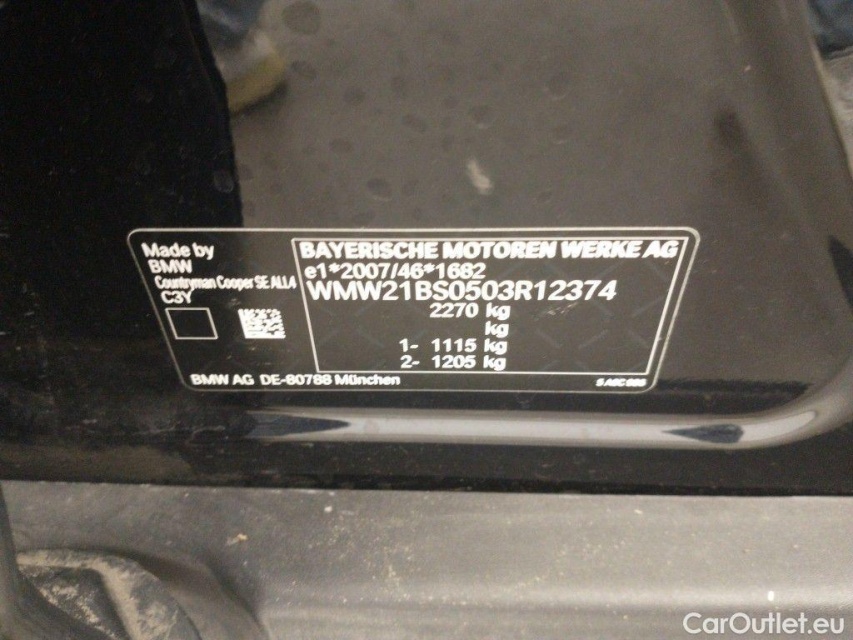 Made by
BMW
Countryman Cooper SE ALL4
C3Y
BAYERISCHE MOTOREN WERKE AG
e1*2007/46*1682
WMW21BS0503R12374
2270 kg
kg
1- 1115 kg
2- 1205 kg
BMW AG DE-80788 München
CarOutlet.eu